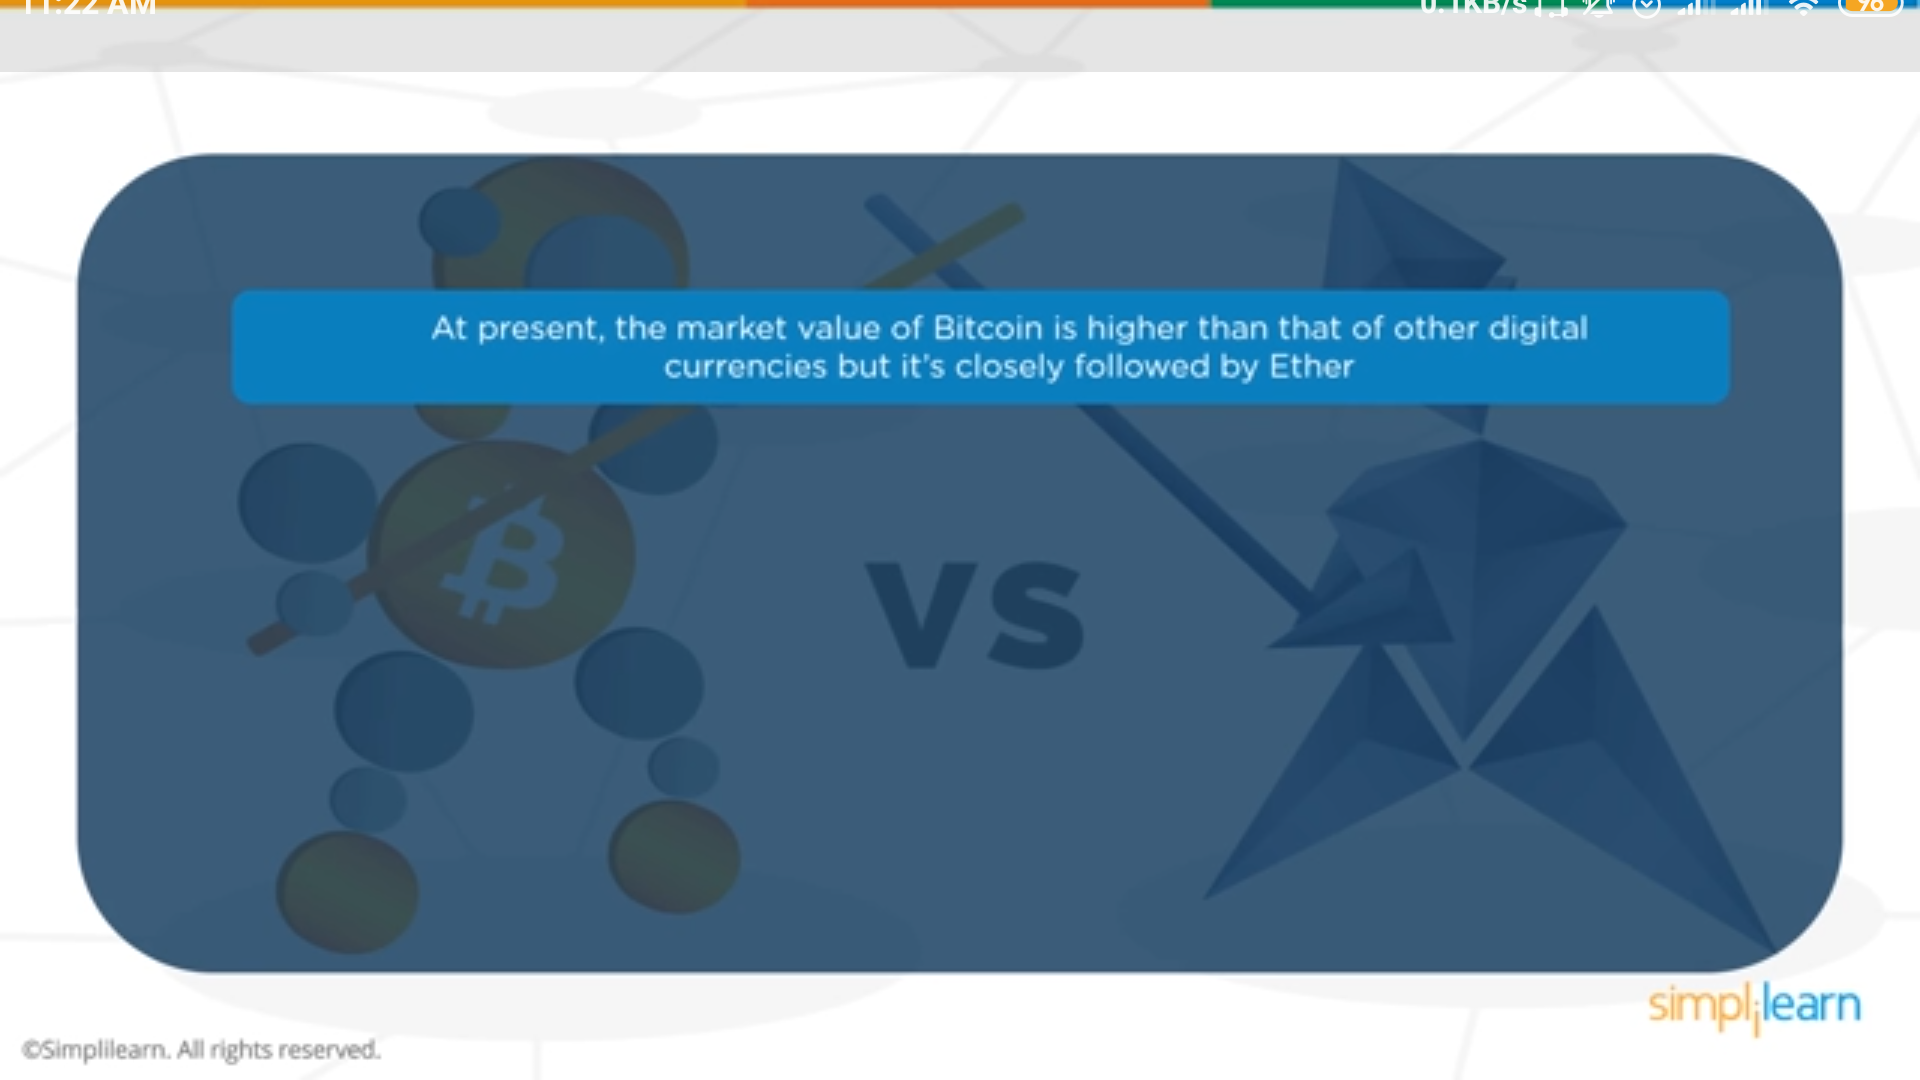 11:22 AM
0.1KB/s
96
At present, the market value of Bitcoin is higher than that of other digital
currencies but it's closely followed by Ether
B
VS
simplilearn
©Simplilearn. All rights reserved.